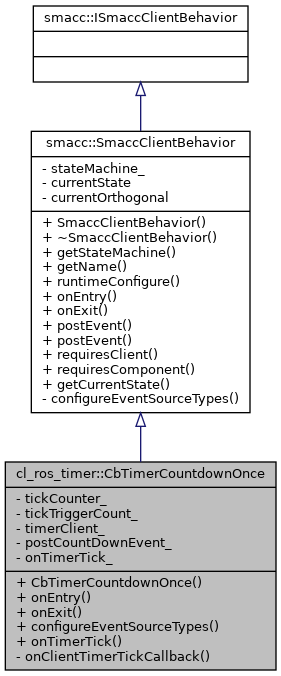 smacc::ISmaccClientBehavior
smacc::SmaccClientBehavior
- stateMachine_
- currentState
- currentOrthogonal
+ SmaccClientBehavior()
+ ~SmaccClientBehavior()
+ getStateMachine()
+ getName()
+ runtimeConfigure()
+ onEntry()
+ onExit()
+ postEvent()
+ postEvent()
+ requiresClient()
+ requiresComponent()
+ getCurrentState()
- configureEventSourceTypes()
cl_ros_timer::CbTimerCountdownOnce
- tickCounter_
- tickTriggerCount_
- timerClient_
- postCountDownEvent_
- onTimerTick_
+ CbTimerCountdownOnce()
+ onEntry()
+ onExit()
+ configureEventSourceTypes()
+ onTimerTick()
- onClientTimerTickCallback()